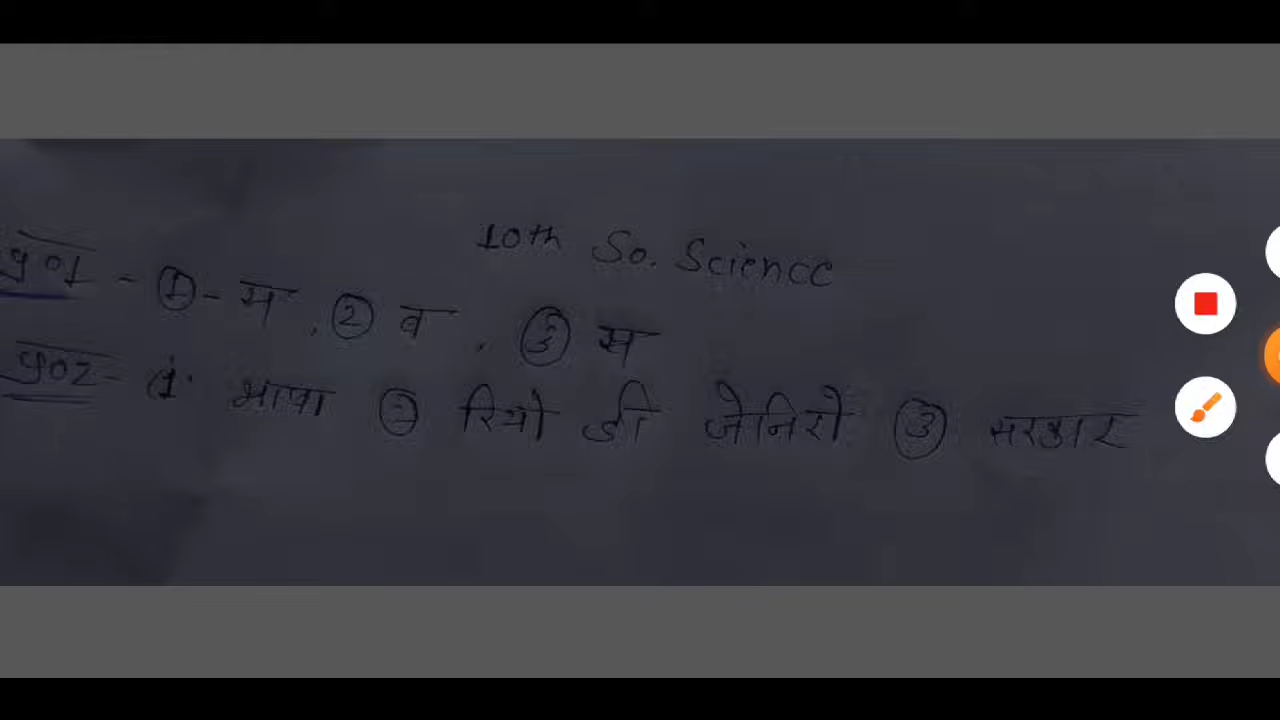 10th So. Science
प्र01 - ① - स , ② ब , ③ स
प्र02 - (1. भाषा ② रियो डी जेनिरो ③ सरकार